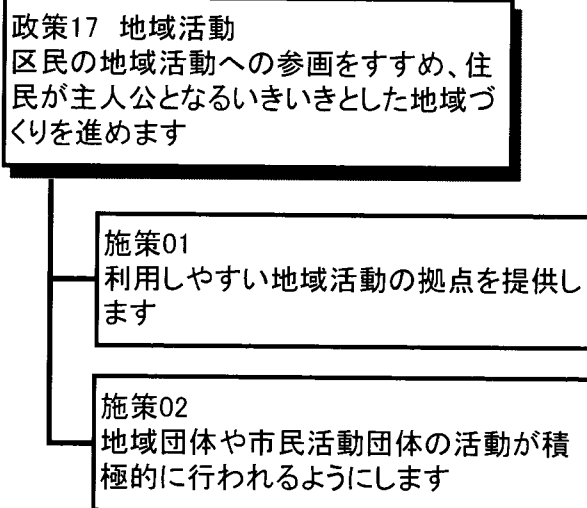 政策17 地域活動
区民の地域活動への参画をすすめ、住
民が主人公となるいきいきとした地域づ
くりを進めます
施策01
利用しやすい地域活動の拠点を提供し
ます
施策02
地域団体や市民活動団体の活動が積
極的に行われるようにします